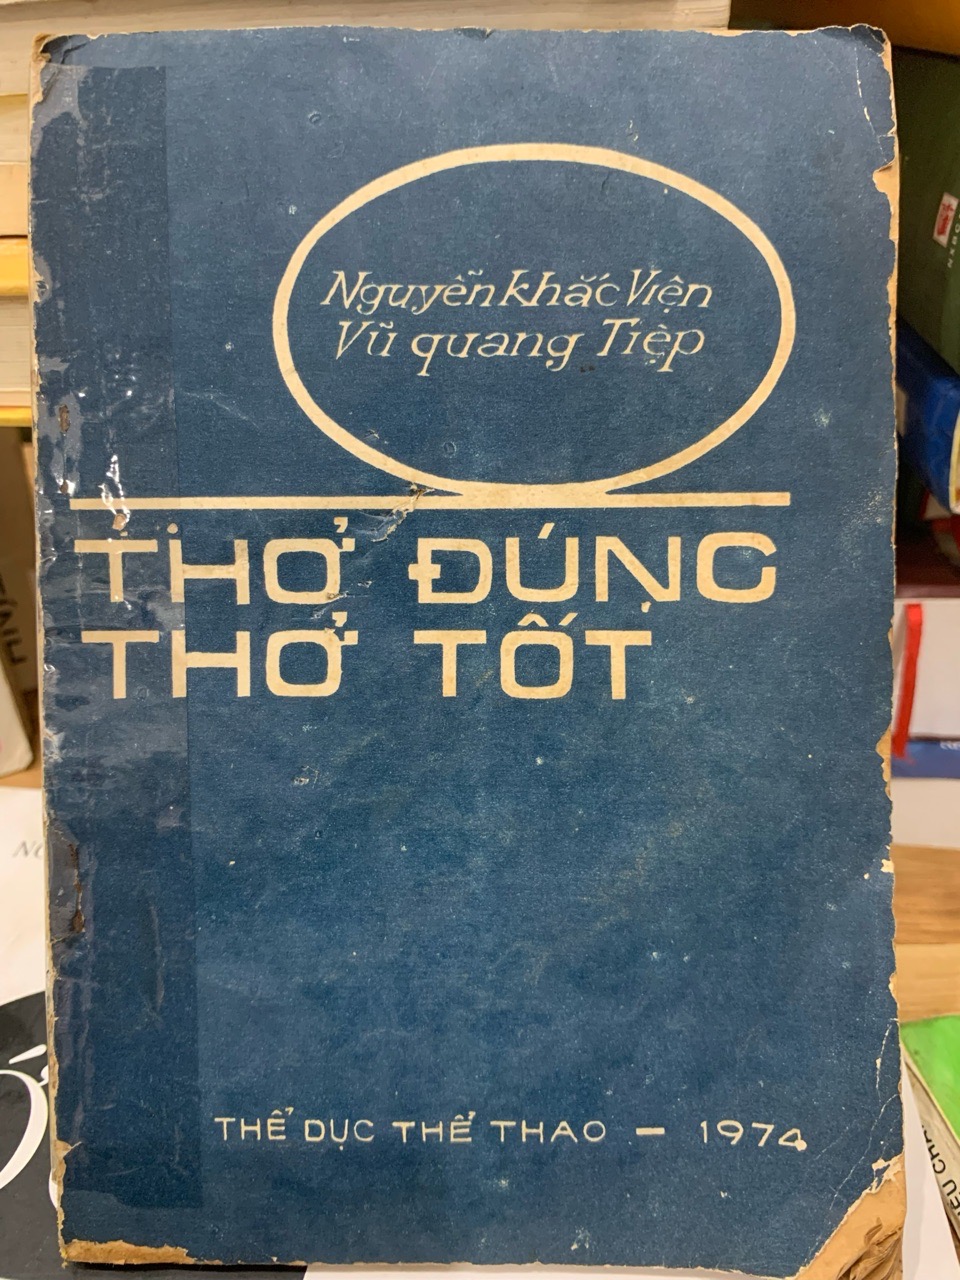 Nguyễn khắc Viện
Vũ quang Tiệp
THỞ ĐÚNG
THỞ TỐT
THỂ DỤC THỂ THAO — 1974